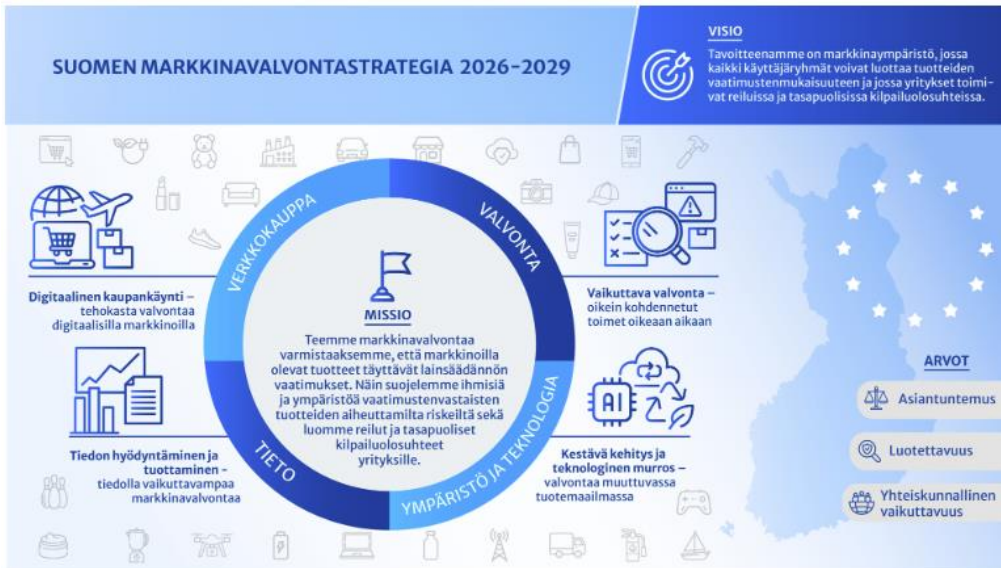 SUOMEN MARKKINAVALVONTASTRATEGIA 2026–2029
VISIO
Tavoitteenamme on markkinaympäristö, jossa
kaikki käyttäjäryhmät voivat luottaa tuotteiden
vaatimustenmukaisuuteen ja jossa yritykset toimi-
vat reiluissa ja tasapuolisissa kilpailuolosuhteissa.
VERKKOKAUPPA
VALVONTA
Digitaalinen kaupankäynti –
tehokasta valvontaa
digitaalisilla markkinoilla
Vaikuttava valvonta –
oikein kohdennetut
toimet oikeaan aikaan
MISSIO
Teemme markkinavalvontaa
varmistaaksemme, että markkinoilla
olevat tuotteet täyttävät lainsäädännön
vaatimukset. Näin suojelemme ihmisiä
ja ympäristöä vaatimustenvastaisten
tuotteiden aiheuttamilta riskeiltä sekä
luomme reilut ja tasapuoliset
kilpailuolosuhteet
yrityksille.
AI
TIETO
YMPÄRISTÖ JA TEKNOLOGIA
Tiedon hyödyntäminen ja
tuottaminen –
tiedolla vaikuttavampaa
markkinavalvontaa
Kestävä kehitys ja
teknologinen murros –
valvontaa muuttuvassa
tuotemaailmassa
ARVOT
Asiantuntemus
Luotettavuus
Yhteiskunnallinen
vaikuttavuus